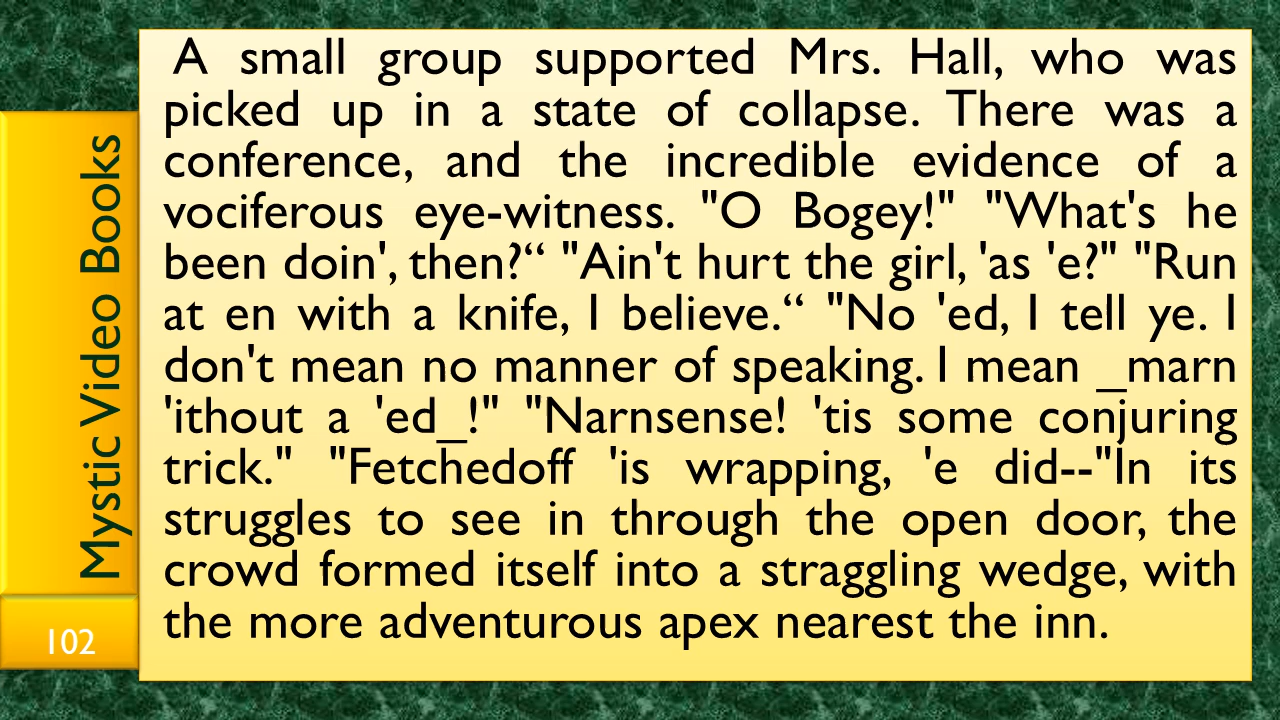 Mystic Video Books
102
A small group supported Mrs. Hall, who was
picked up in a state of collapse. There was a
conference, and the incredible evidence of a
vociferous eye-witness. "O Bogey!" "What's he
been doin', then?“ "Ain't hurt the girl, 'as 'e?" "Run
at en with a knife, I believe.“ "No 'ed, I tell ye. I
don't mean no manner of speaking. I mean _marn
'ithout a 'ed_!" "Narnsense! 'tis some conjuring
trick." "Fetchedoff 'is wrapping, 'e did--"In its
struggles to see in through the open door, the
crowd formed itself into a straggling wedge, with
the more adventurous apex nearest the inn.